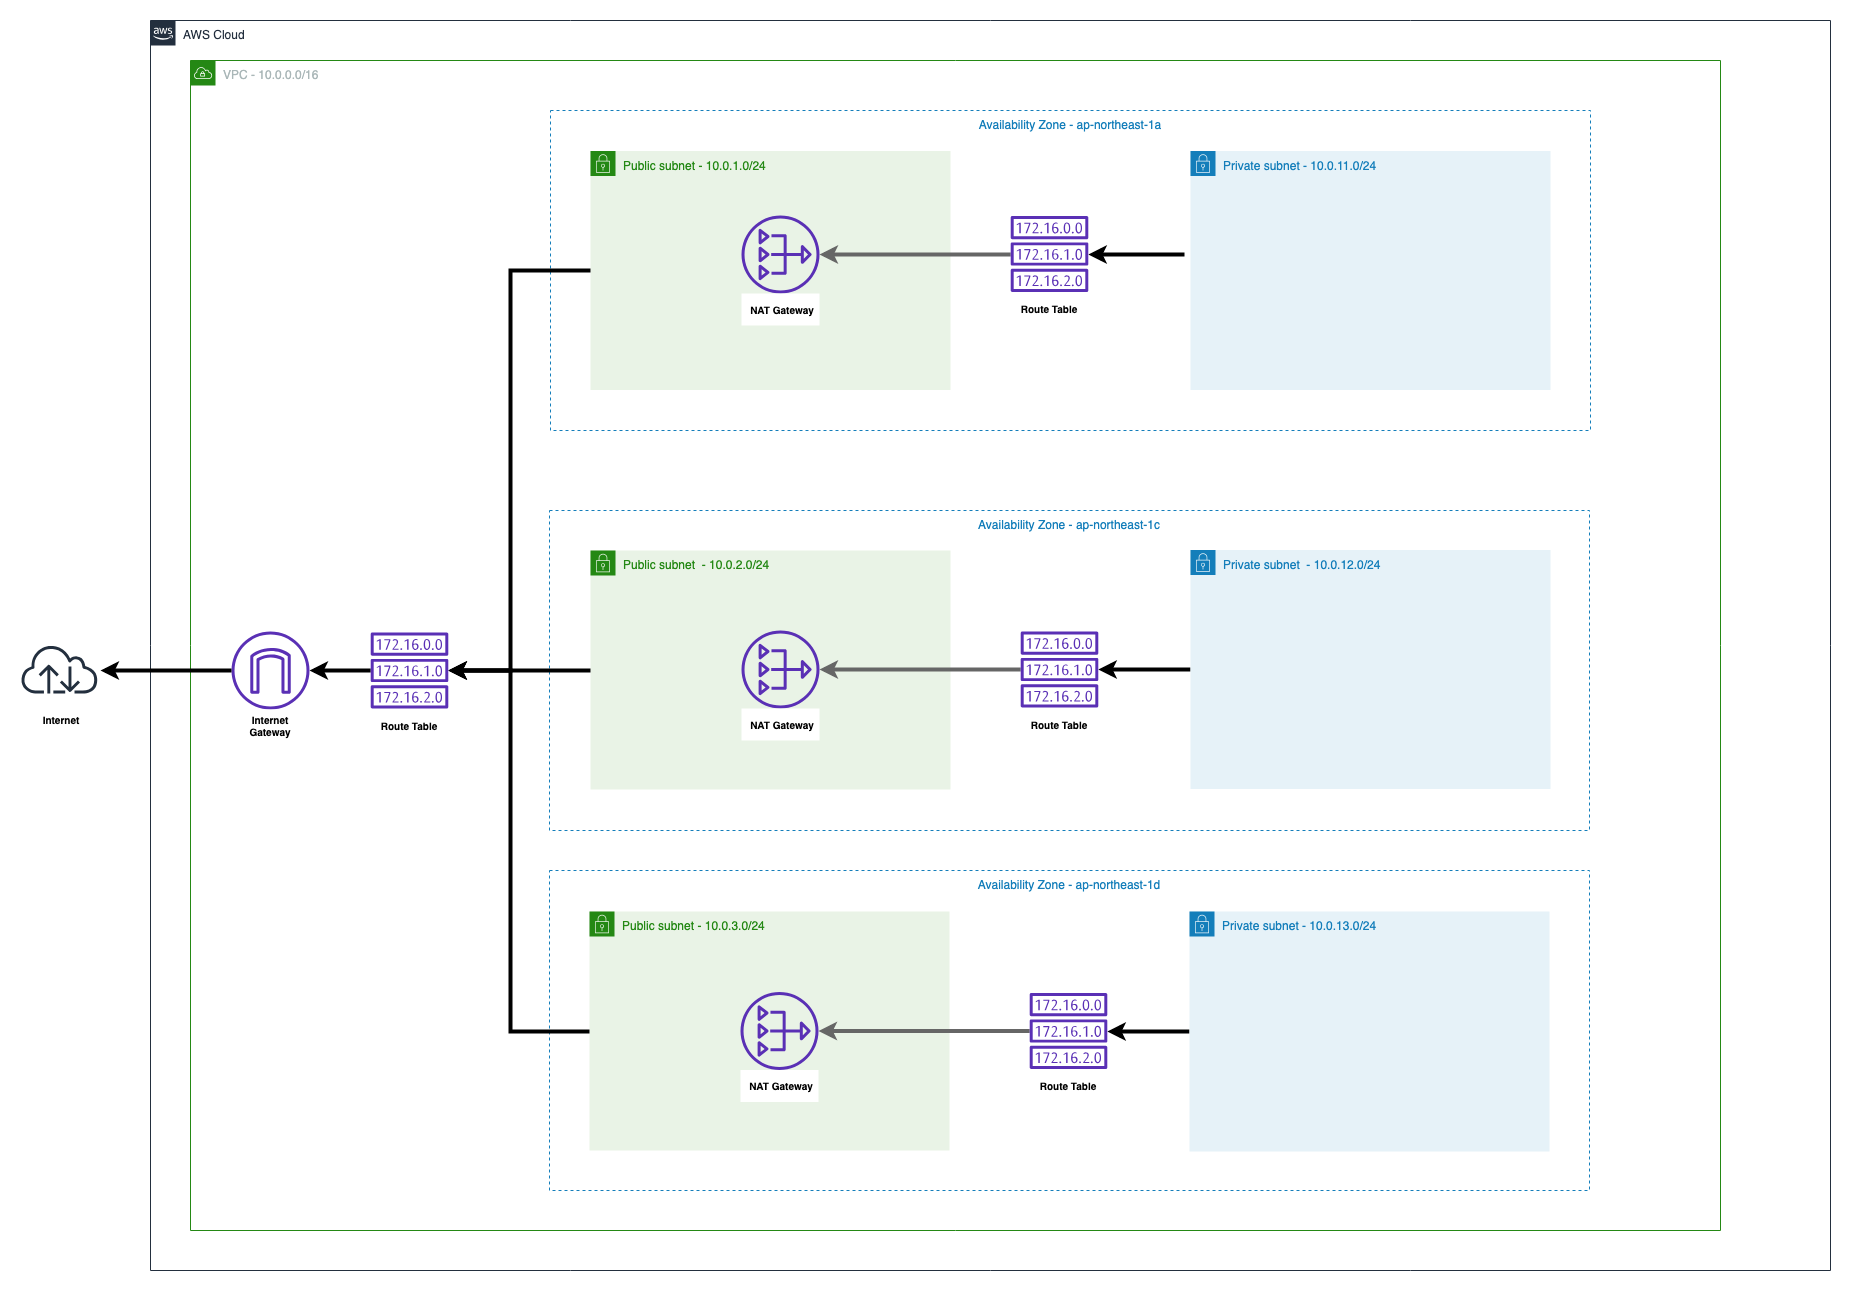 aws
AWS Cloud
VPC - 10.0.0.0/16
Availability Zone - ap-northeast-1a
Public subnet - 10.0.1.0/24
Private subnet - 10.0.11.0/24
172.16.0.0
172.16.1.0
172.16.2.0
NAT Gateway
Route Table
Availability Zone - ap-northeast-1c
Public subnet  - 10.0.2.0/24
Private subnet  - 10.0.12.0/24
172.16.0.0
172.16.1.0
172.16.2.0
Internet
Internet
Gateway
Route Table
172.16.0.0
172.16.1.0
172.16.2.0
NAT Gateway
Route Table
Availability Zone - ap-northeast-1d
Public subnet - 10.0.3.0/24
Private subnet - 10.0.13.0/24
172.16.0.0
172.16.1.0
172.16.2.0
NAT Gateway
Route Table